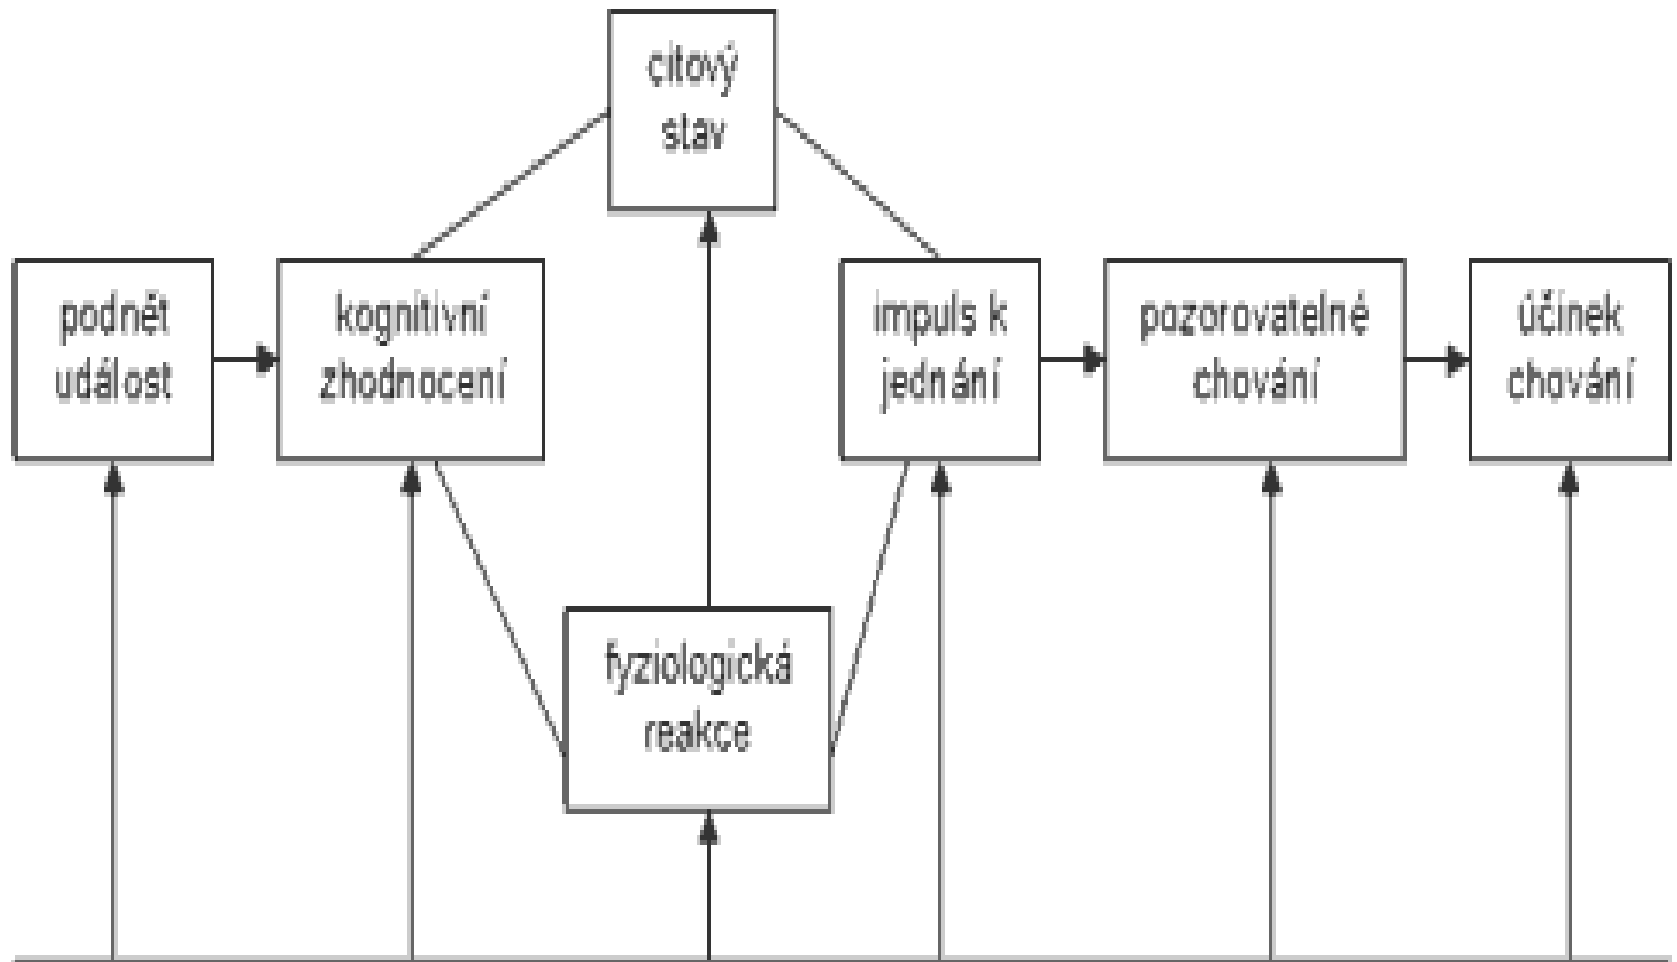 citový
stav
podnět
událost
kognitivní
zhodnocení
impuls k
jednání
pozorovatelné
chování
účinek
chování
fyziologická
reakce